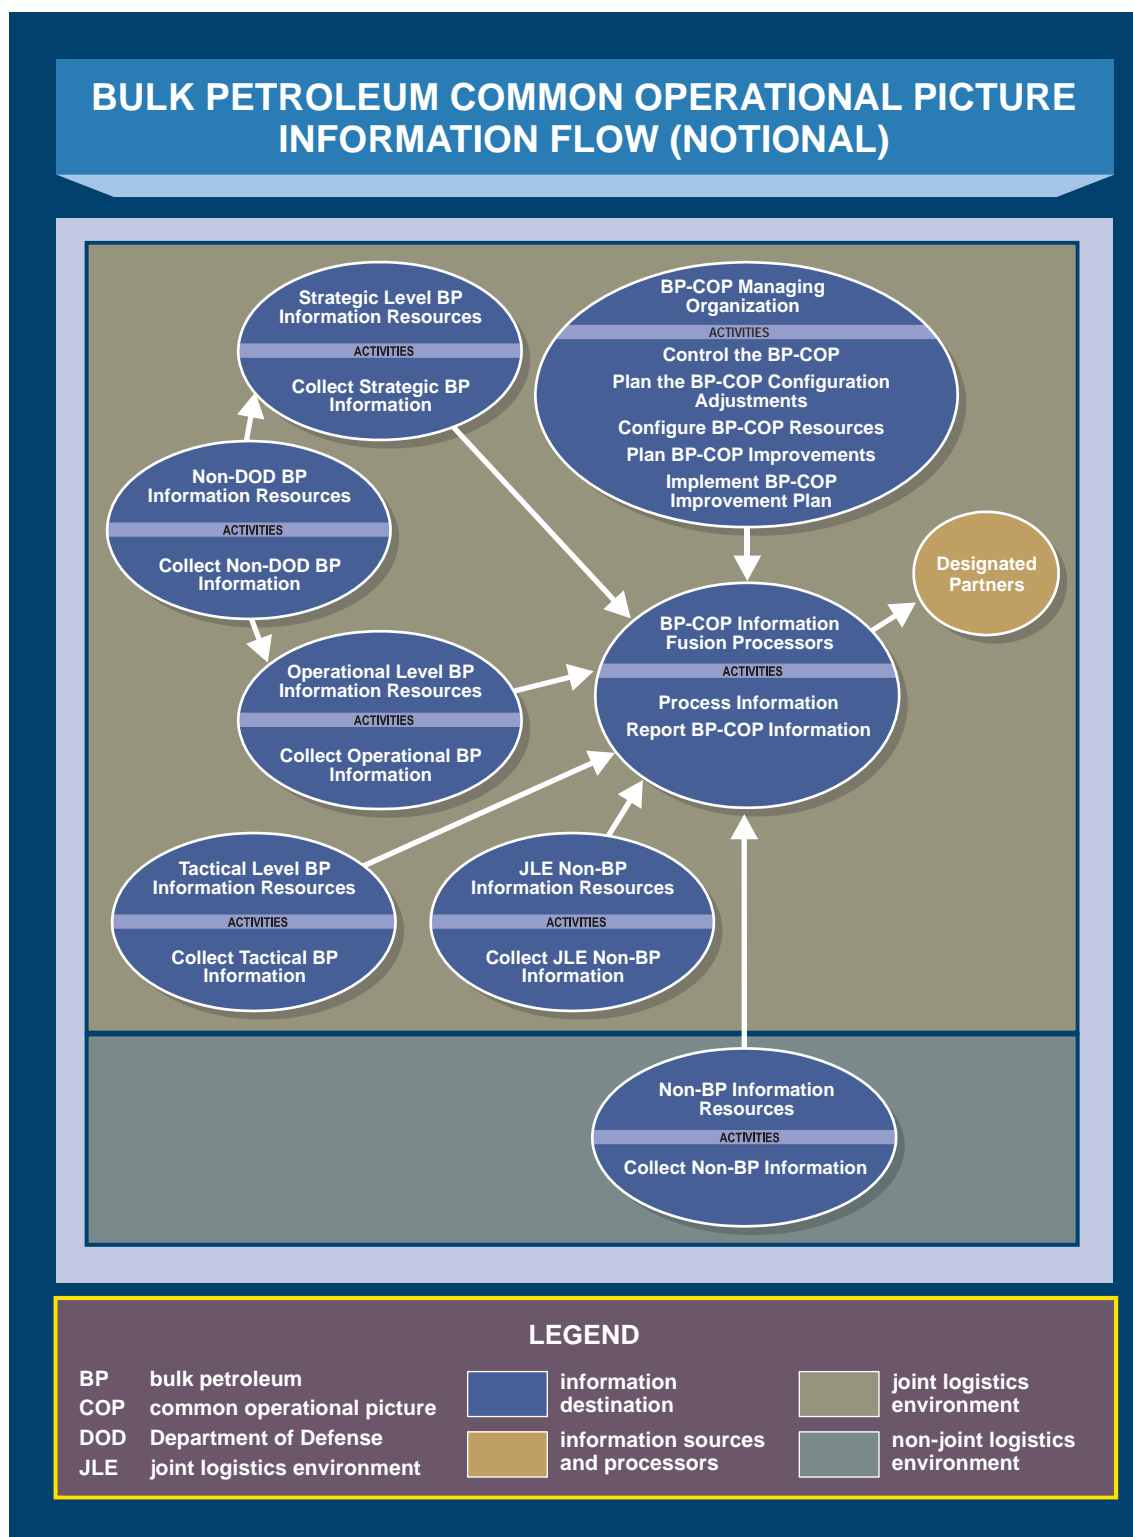 BULK PETROLEUM COMMON OPERATIONAL PICTURE
INFORMATION FLOW (NOTIONAL)
Strategic Level BP
Information Resources
ACTIVITIES
Collect Strategic BP
Information
BP-COP Managing
Organization
ACTIVITIES
Control the BP-COP
Plan the BP-COP Configuration
Adjustments
Configure BP-COP Resources
Plan BP-COP Improvements
Implement BP-COP
Improvement Plan
Non-DOD BP
Information Resources
ACTIVITIES
Collect Non-DOD BP
Information
Designated
Partners
BP-COP Information
Fusion Processors
ACTIVITIES
Process Information
Report BP-COP Information
Operational Level BP
Information Resources
ACTIVITIES
Collect Operational BP
Information
Tactical Level BP
Information Resources
ACTIVITIES
Collect Tactical BP
Information
JLE Non-BP
Information Resources
ACTIVITIES
Collect JLE Non-BP
Information
Non-BP Information
Resources
ACTIVITIES
Collect Non-BP Information
LEGEND
BP bulk petroleum
COP common operational picture
DOD Department of Defense
JLE joint logistics environment
information
destination
information sources
and processors
joint logistics
environment
non-joint logistics
environment